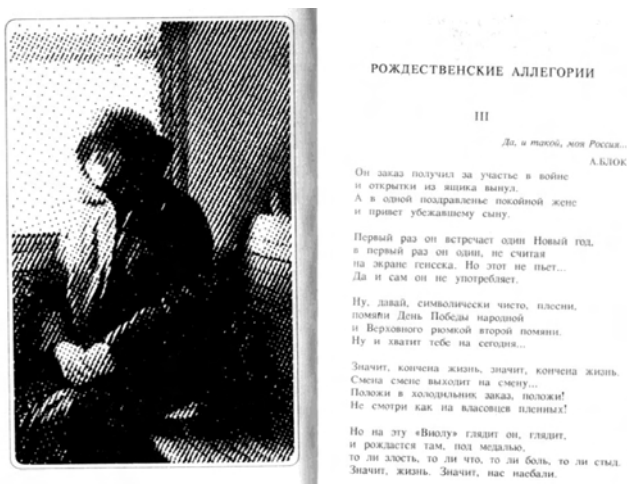 РОЖДЕСТВЕНСКИЕ АЛЛЕГОРИИ
III
Да, и такой, моя Россия...
А.БЛОК
Он заказ получил за участье в войне
и открытки из ящика вынул.
А в одной поздравленье покойной жене
и привет убежавшему сыну.
Первый раз он встречает один Новый год,
в первый раз он один, не считая
на экране генсека. Но этот не пьет...
Да и сам он не употребляет.
Ну, давай, символически чисто, плесни,
помяни День Победы народной
и Верховного рюмкой второй помяни.
Ну и хватит тебе на сегодня...
Значит, кончена жизнь, значит, кончена жизнь.
Смена смене выходит на смену...
Положи в холодильник заказ, положи!
Не смотри как на власовцев пленных!
Но на эту «Виолу» глядит он, глядит,
и рождается там, под медалью,
то ли злость, то ли что, то ли боль, то ли стыд.
Значит, жизнь. Значит, нас наебали.